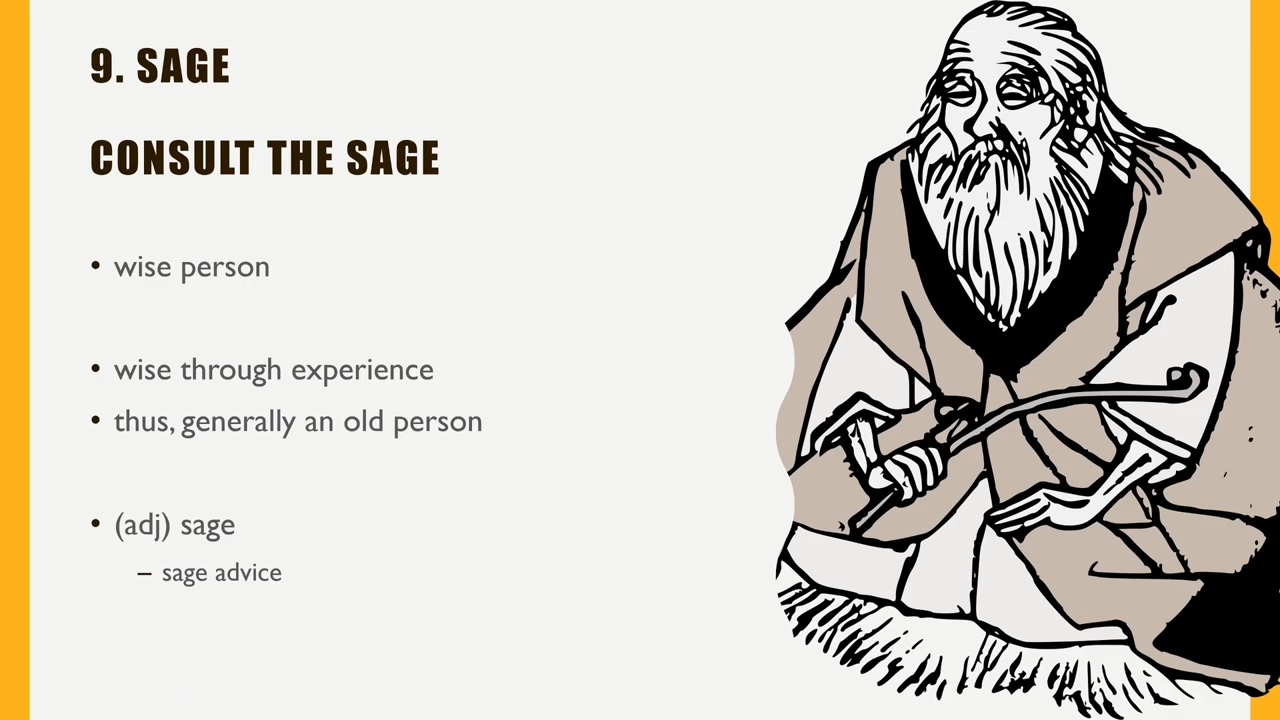 9. SAGE
CONSULT THE SAGE
• wise person
• wise through experience
• thus, generally an old person
• (adj) sage
– sage advice